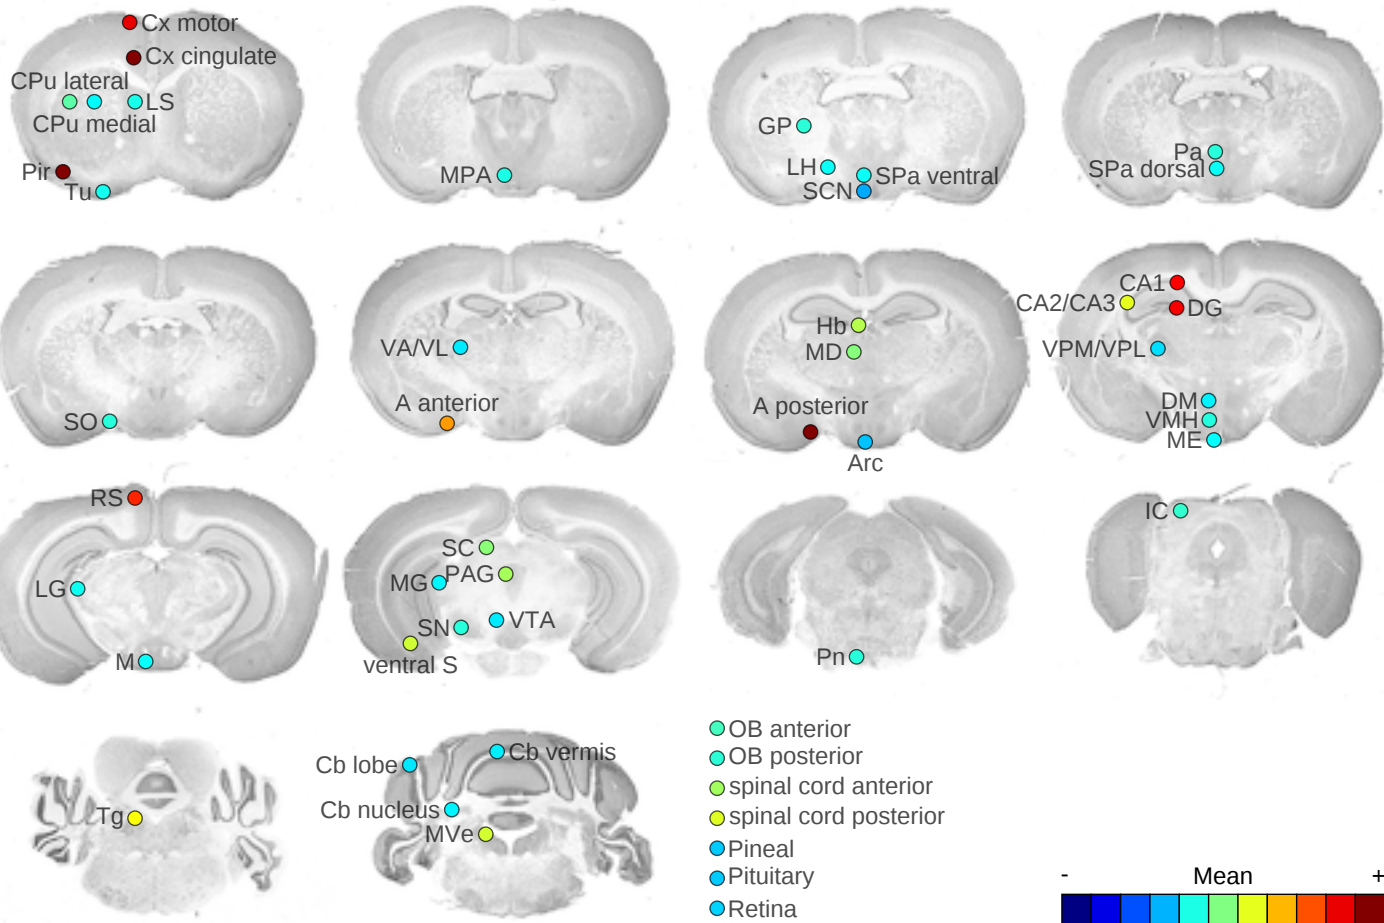 Cx motor
Cx cingulate
CPu lateral
LS
CPu medial
Pir
Tu
MPA
GP
LH
SPa ventral
SCN
Pa
SPa dorsal
SO
VA/VL
A anterior
Hb
MD
A posterior
Arc
CA1
CA2/CA3
DG
VPM/VPL
DM
VMH
ME
RS
LG
M
SC
MG
PAG
SN
VTA
ventral S
Pn
IC
Tg
Cb lobe
Cb vermis
Cb nucleus
MVe
OB anterior
OB posterior
spinal cord anterior
spinal cord posterior
Pineal
Pituitary
Retina
- Mean +